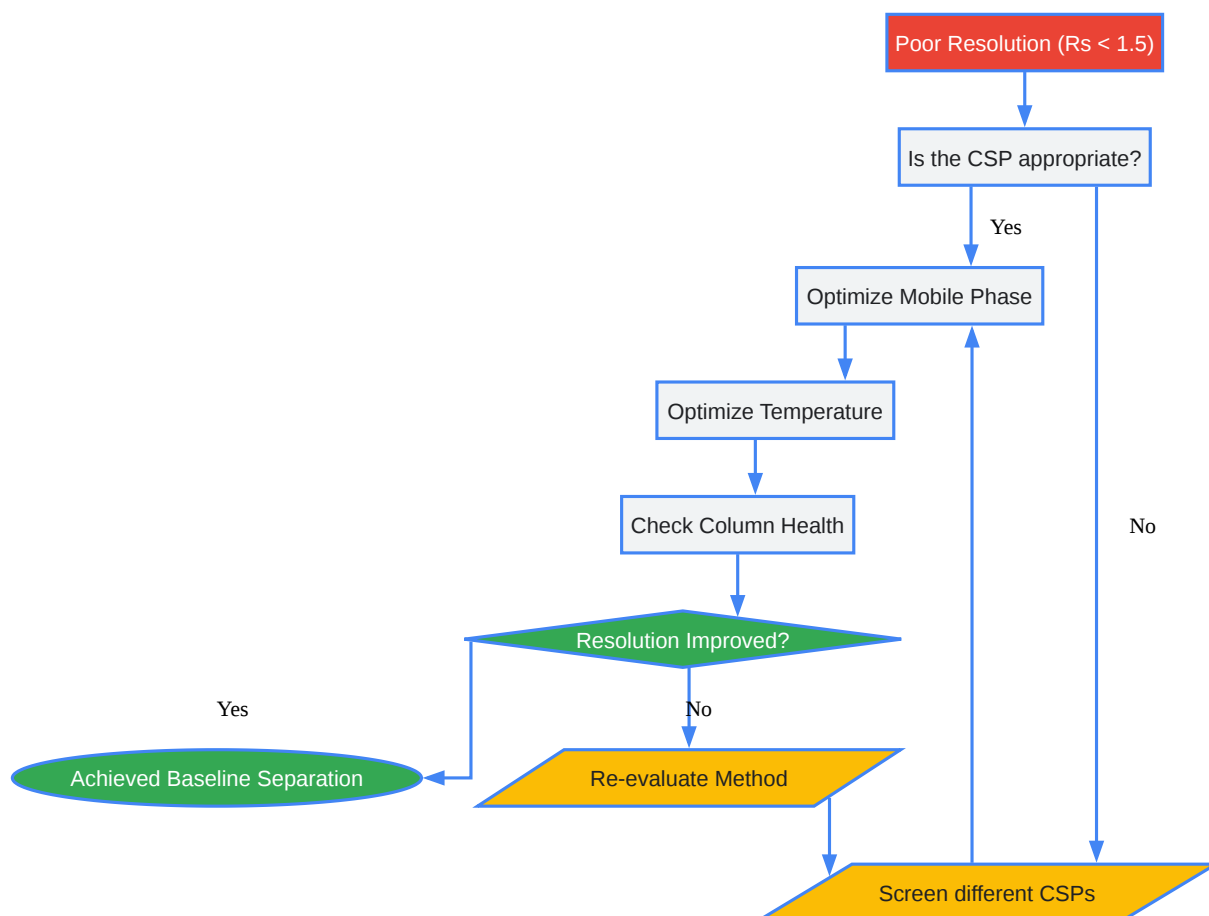 Poor Resolution (Rs < 1.5)
Is the CSP appropriate?
Yes
Optimize Mobile Phase
Optimize Temperature
Check Column Health
No
Resolution Improved?
Yes
No
Achieved Baseline Separation
Re-evaluate Method
Screen different CSPs